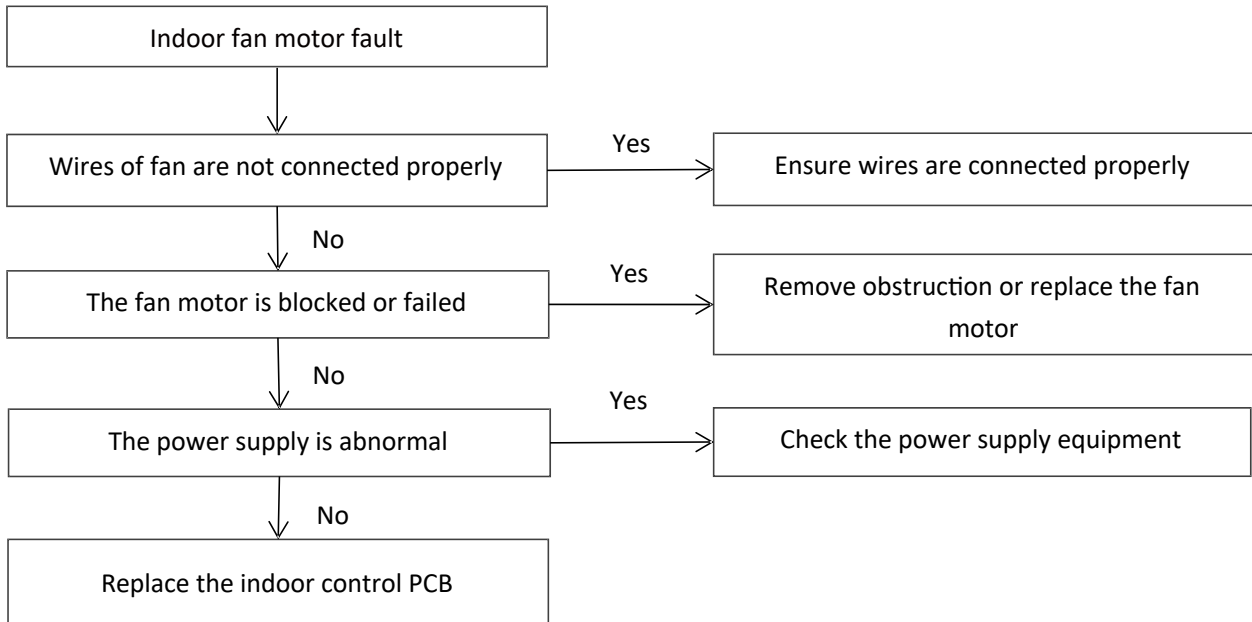 Indoor fan motor fault
Wires of fan are not connected properly
Yes
Ensure wires are connected properly
No
The fan motor is blocked or failed
Yes
Remove obstruction or replace the fan
motor
No
The power supply is abnormal
Yes
Check the power supply equipment
No
Replace the indoor control PCB